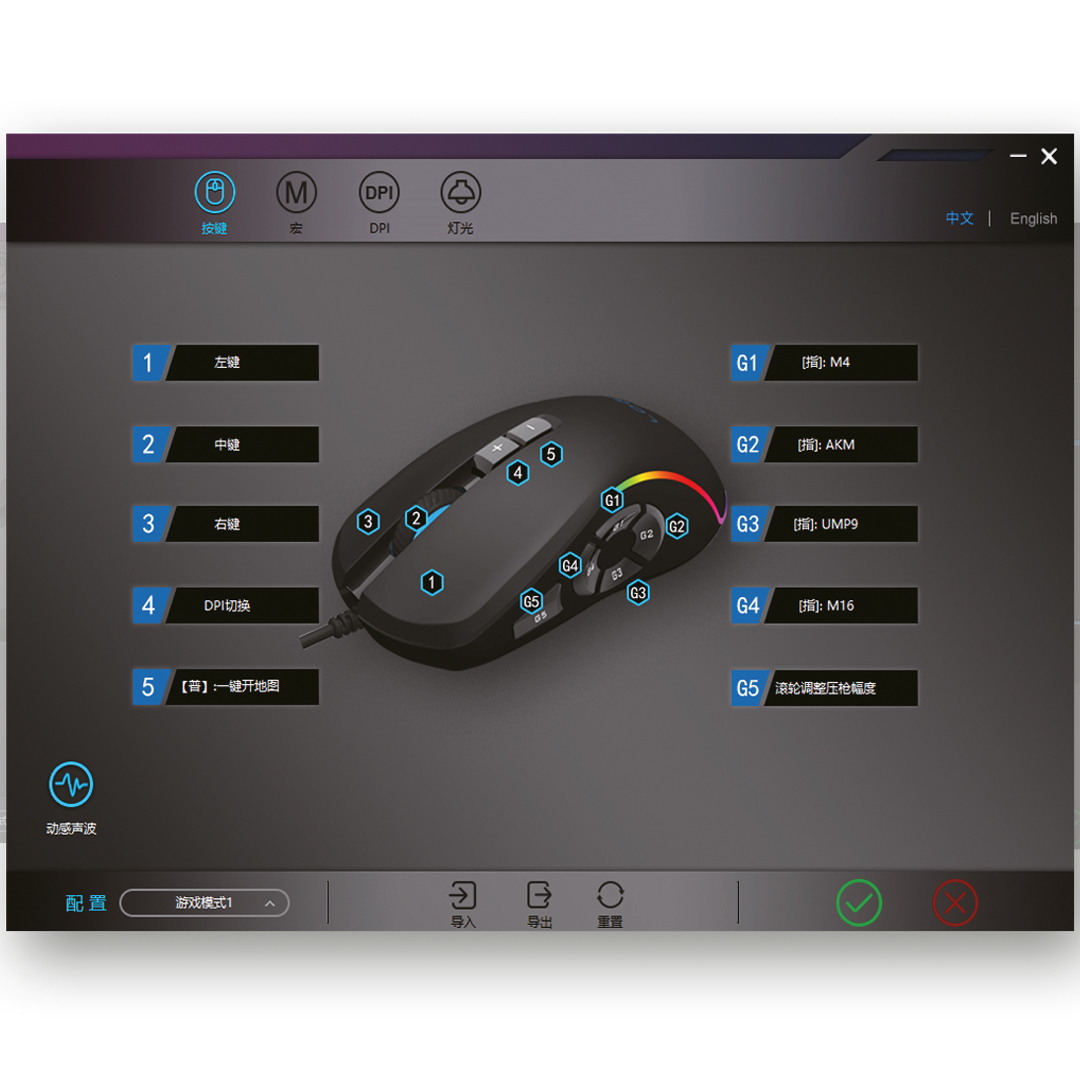 按键
M
宏
DPI
DPI
灯光
中文 | English
1 左键
2 中键
3 右键
4 DPI切换
5 【普】:一键开地图
G1 [指]: M4
G2 [指]: AKM
G3 [指]: UMP9
G4 [指]: M16
G5 滚轮调整压枪幅度
+
-
5
4
3
2
1
G1
G2
G4
G3
G5
G1
G2
G3
G5
动感声波
配置 游戏模式1
导入
导出
重置